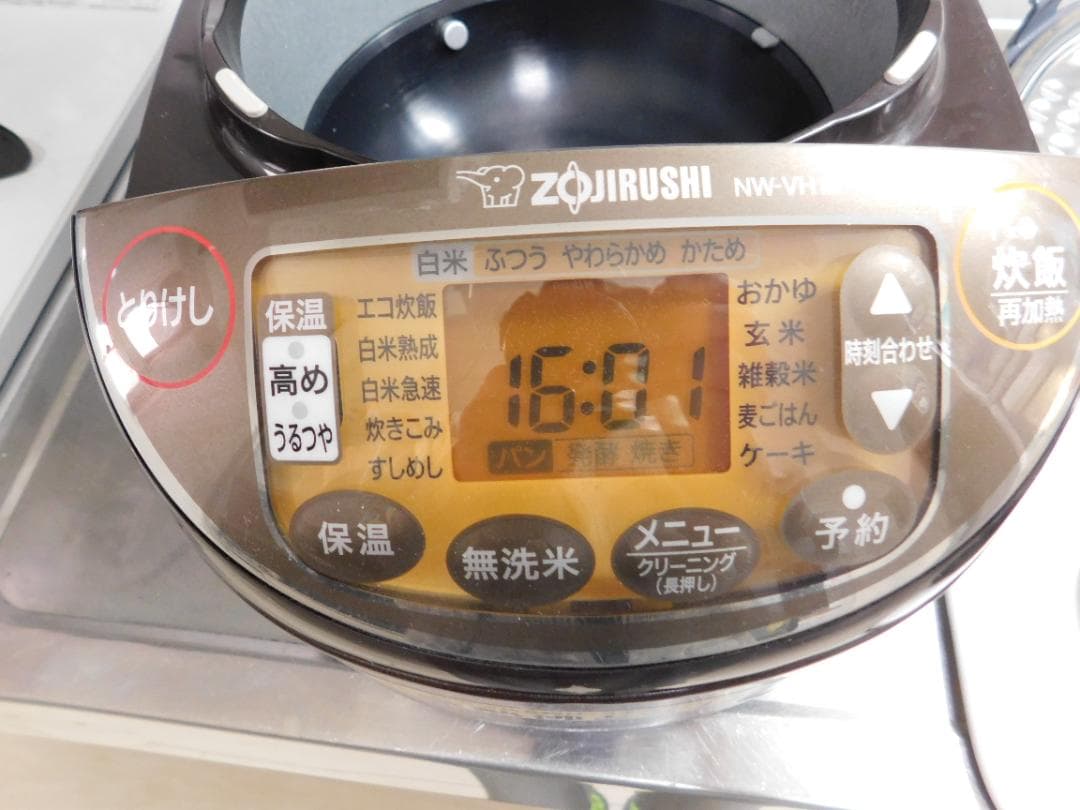 ZOJIRUSHI NW-VH
白米 ふつう やわらかめ かため
とりけし
保温
高め
うるつや
エコ炊飯
白米熟成
白米急速
炊きこみ
すしめし
16:01
パン 発酵 焼き
おかゆ
玄米
雑穀米
麦ごはん
ケーキ
時刻合わせ
炊飯
再加熱
保温
無洗米
メニュー
クリーニング
(長押し)
予約